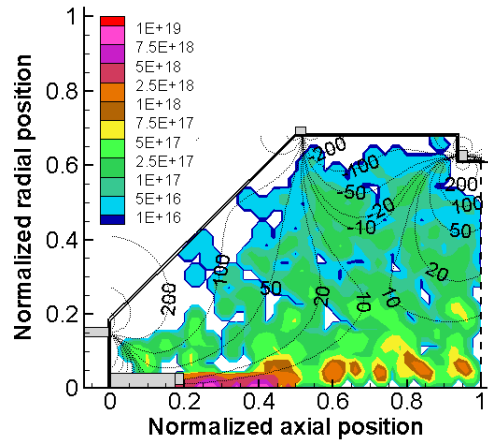 1
0.8
0.6
0.4
0.2
0
Normalized radial position
1E+19
7.5E+18
5E+18
2.5E+18
1E+18
7.5E+17
5E+17
2.5E+17
1E+17
5E+16
1E+16
-200
-100
-50
-20
-10
200
100
50
20
200
100
50
20
10
10
0 0.2 0.4 0.6 0.8 1
Normalized axial position